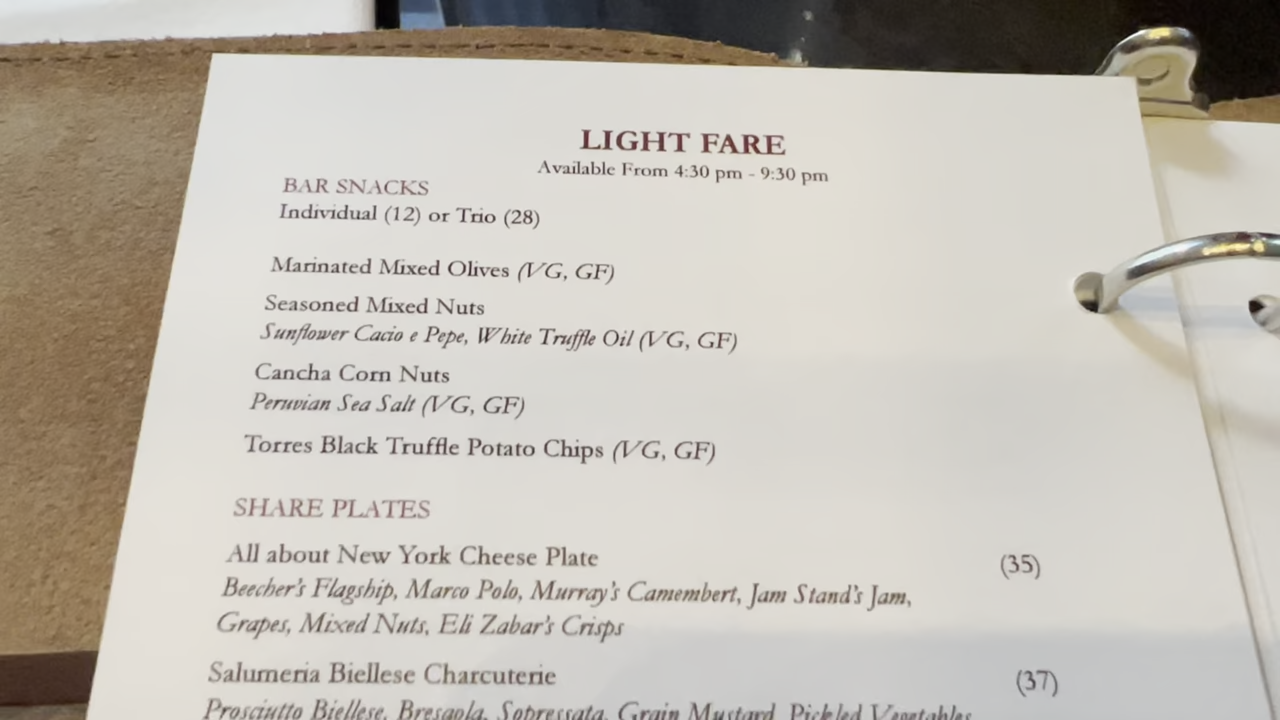 LIGHT FARE
Available From 4:30 pm - 9:30 pm
BAR SNACKS
Individual (12) or Trio (28)
Marinated Mixed Olives (VG, GF)
Seasoned Mixed Nuts
Sunflower Cacio e Pepe, White Truffle Oil (VG, GF)
Cancha Corn Nuts
Peruvian Sea Salt (VG, GF)
Torres Black Truffle Potato Chips (VG, GF)
SHARE PLATES
All about New York Cheese Plate (35)
Beecher's Flagship, Marco Polo, Murray's Camembert, Jam Stand's Jam,
Grapes, Mixed Nuts, Eli Zabar's Crisps
Salumeria Biellese Charcuterie (37)
Prosciutto Biellese, Bresaola, Sopressata, Grain Mustard, Pickled Vegetables